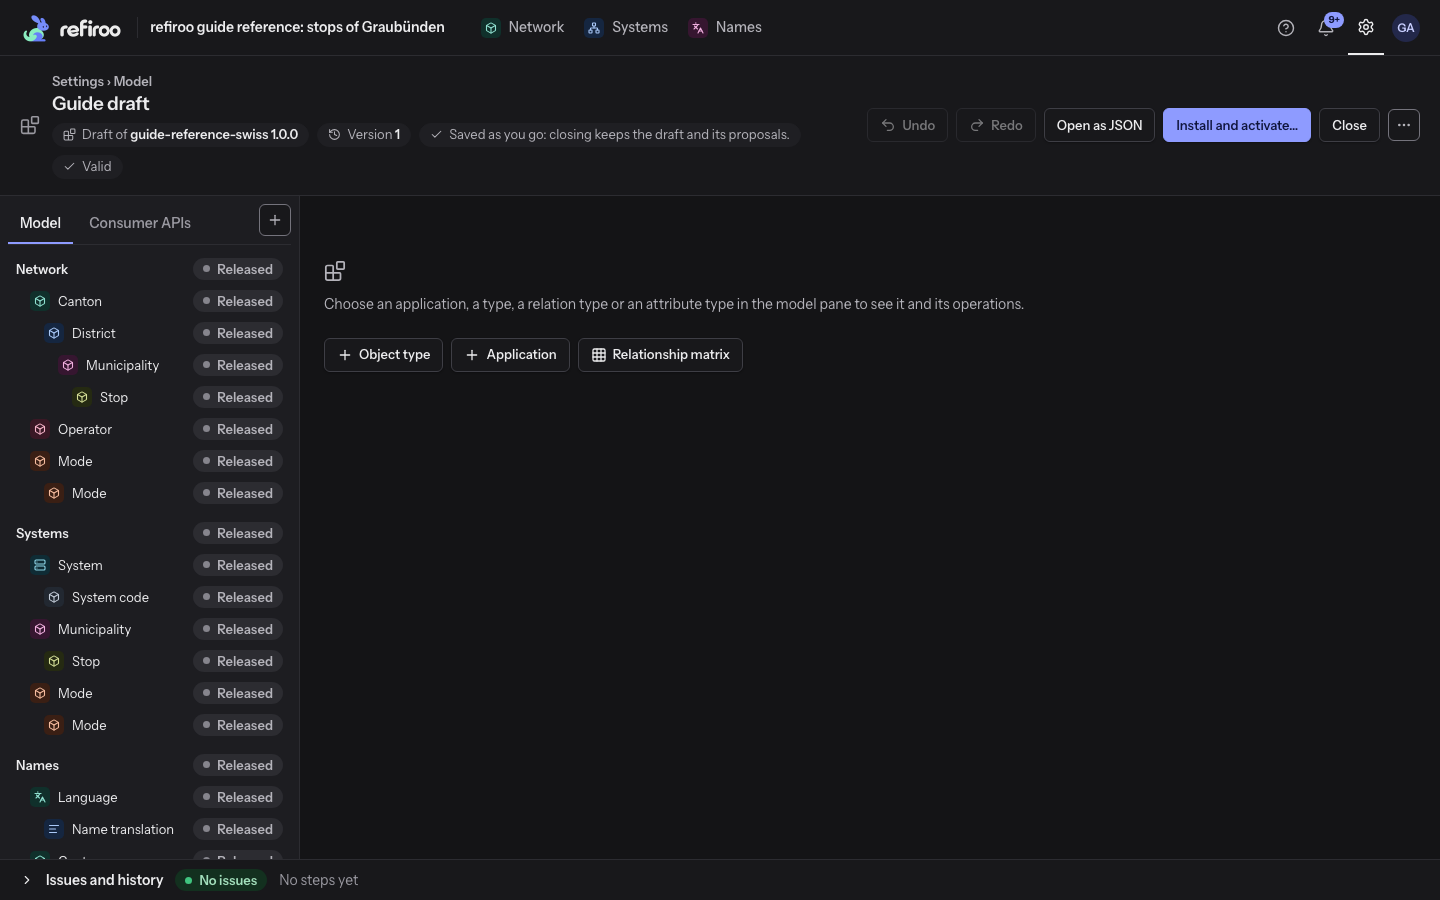 refiroo
refiroo guide reference: stops of Graubünden
Network
Systems
Names
9+
GA
Settings › Model
Guide draft
Draft of guide-reference-swiss 1.0.0
Version 1
Saved as you go: closing keeps the draft and its proposals.
Valid
Undo
Redo
Open as JSON
Install and activate...
Close
Model
Consumer APIs
Network Released
Canton Released
District Released
Municipality Released
Stop Released
Operator Released
Mode Released
Mode Released
Systems Released
System Released
System code Released
Municipality Released
Stop Released
Mode Released
Mode Released
Names Released
Language Released
Name translation Released
Choose an application, a type, a relation type or an attribute type in the model pane to see it and its operations.
Object type
Application
Relationship matrix
Issues and history
No issues
No steps yet